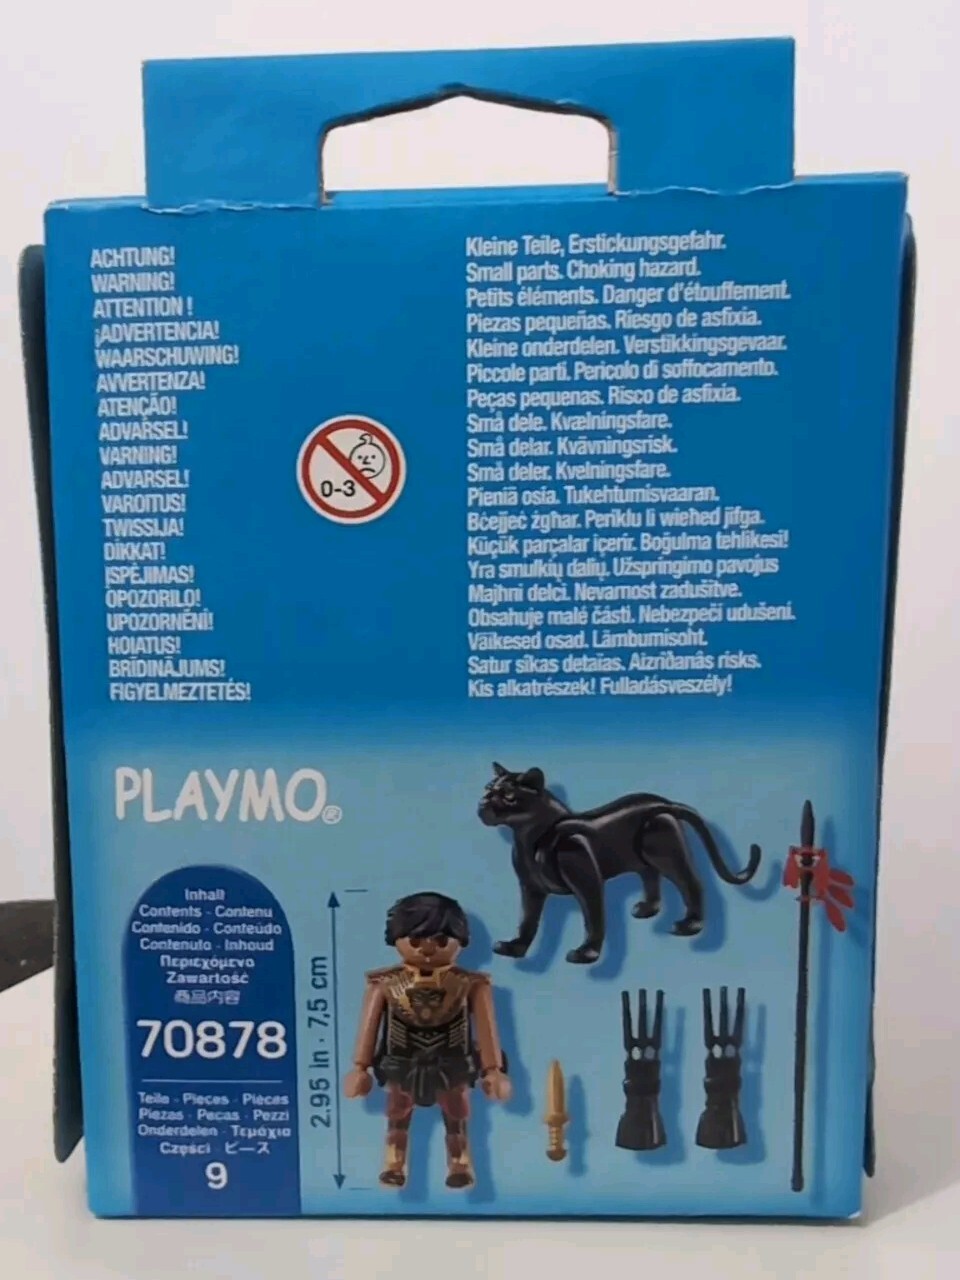 ACHTUNG!
WARNING!
ATTENTION !
¡ADVERTENCIA!
WAARSCHUWING!
AVVERTENZA!
ATENÇÃO!
ADVARSEL!
VARNING!
ADVARSEL!
VAROITUS!
TWISSIJA!
DİKKAT!
ĮSPĖJIMAS!
OPOZORILO!
UPOZORNĚNÍ!
HOIATUS!
BRĪDINĀJUMS!
FIGYELMEZTETÉS!
0-3
Kleine Teile, Erstickungsgefahr.
Small parts. Choking hazard.
Petits éléments. Danger d'étouffement.
Piezas pequeñas. Riesgo de asfixia.
Kleine onderdelen. Verstikkingsgevaar.
Piccole parti. Pericolo di soffocamento.
Peças pequenas. Risco de asfixia.
Små dele. Kvælningsfare.
Små delar. Kvävningsrisk.
Små deler. Kvelningsfare.
Pieniä osia. Tukehtumisvaaran.
Bċejjeċ żgħar. Periklu li wieħed jifga.
Küçük parçalar içerir. Boğulma tehlikesi!
Yra smulkių dalių. Užspringimo pavojus
Majhni delci. Nevarnost zadušitve.
Obsahuje malé části. Nebezpečí udušení.
Väikesed osad. Lämbumisoht.
Satur sīkas detaļas. Aizrīšanās risks.
Kis alkatrészek! Fulladásveszély!
PLAYMO®
Inhalt
Contents - Contenu
Contenido - Conteúdo
Contenuto - Inhoud
Περιεχόμενο
Zawartość
商品内容
70878
Teile - Pieces - Pièces
Piezas - Peças - Pezzi
Onderdelen - Τεμάχια
Części - ピース
9
2.95 in - 7,5 cm